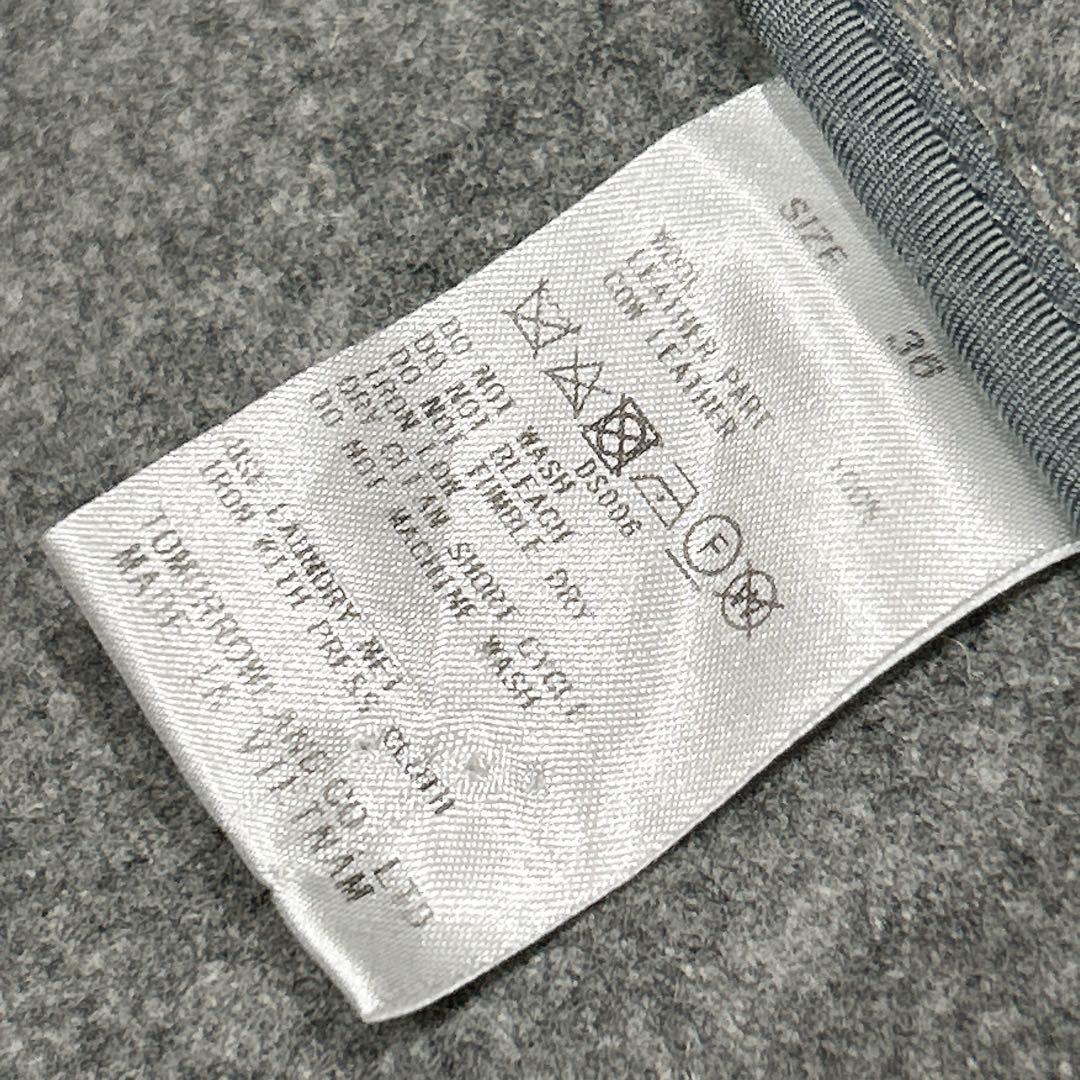 SIZE 36
WOOL 100%
LEATHER PART
COW LEATHER
F
W
DS006
DO NOT WASH
DO NOT BLEACH
DO NOT TUMBLE DRY
IRON LOW
DRY CLEAN SHORT CYCLE
DO NOT MACHINE WASH
USE LAUNDRY NET
IRON WITH PRESS CLOTH
AND CO.,LTD
MADE IN VIETNAM